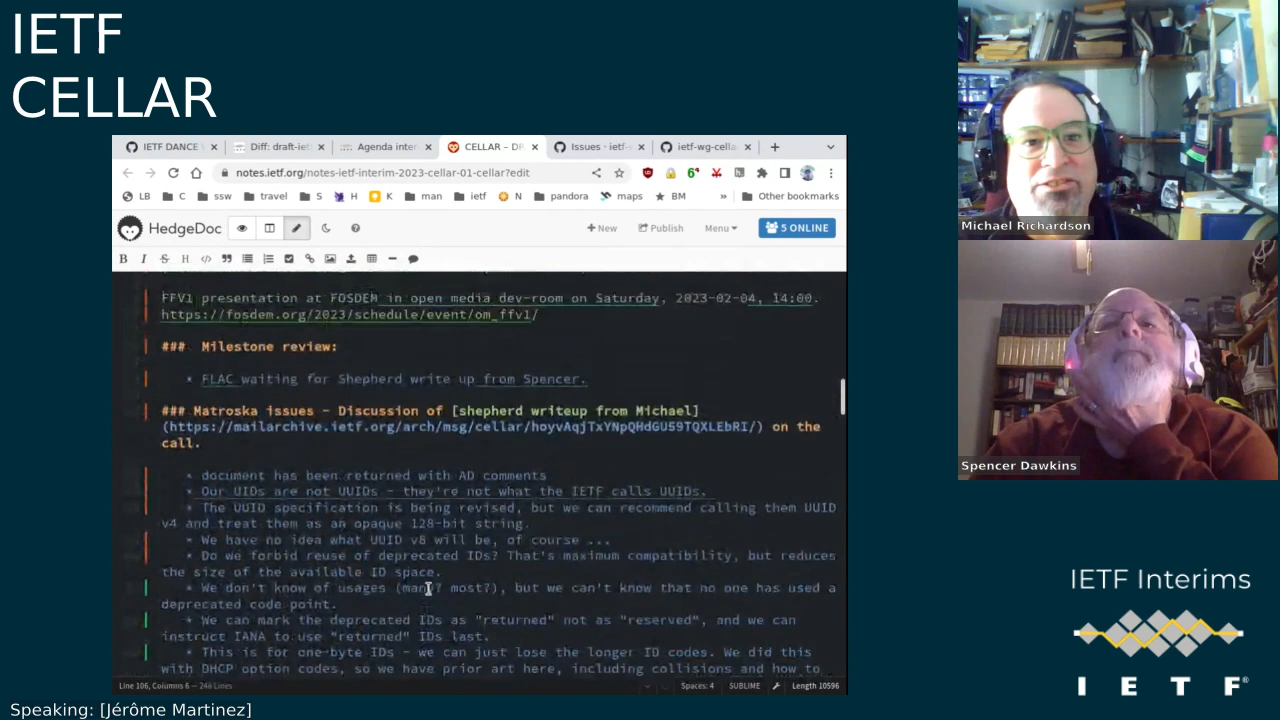 IETF
CELLAR
IETF DANCE
Diff: draft-iet
Agenda inter
CELLAR – DR
Issues · ietf-
ietf-wg-cella
notes.ietf.org/notes-ietf-interim-2023-cellar-01-cellar?edit
LB
C
ssw
travel
S
H
K
man
ietf
N
pandora
maps
BM
»
Other bookmarks
HedgeDoc
+ New
Publish
Menu
5 ONLINE
FFV1 presentation at FOSDEM in open media dev-room on Saturday, 2023-02-04, 14:00.
https://fosdem.org/2023/schedule/event/om_ffv1/
### Milestone review:
* FLAC waiting for Shepherd write up from Spencer.
### Matroska issues - Discussion of [shepherd writeup from Michael]
(https://mailarchive.ietf.org/arch/msg/cellar/hoyvAqjTxYNpQHdGU59TQXLEbRI/) on the
call.
* document has been returned with AD comments
* Our UIDs are not UUIDs - they're not what the IETF calls UUIDs.
* The UUID specification is being revised, but we can recommend calling them UUID
v4 and treat them as an opaque 128-bit string.
* We have no idea what UUID v8 will be, of course ...
* Do we forbid reuse of deprecated IDs? That's maximum compatibility, but reduces
the size of the available ID space.
* We don't know of usages (many? most?), but we can't know that no one has used a
deprecated code point.
* We can mark the deprecated IDs as "returned" not as "reserved", and we can
instruct IANA to use "returned" IDs last.
* This is for one-byte IDs - we can just lose the longer ID codes. We did this
with DHCP option codes, so we have prior art here, including collisions and how to
Line 106, Columns 6 — 248 Lines
Spaces: 4
SUBLIME
Length 10596
Michael Richardson
Spencer Dawkins
IETF Interims
I E T F®
Speaking: [Jérôme Martinez]